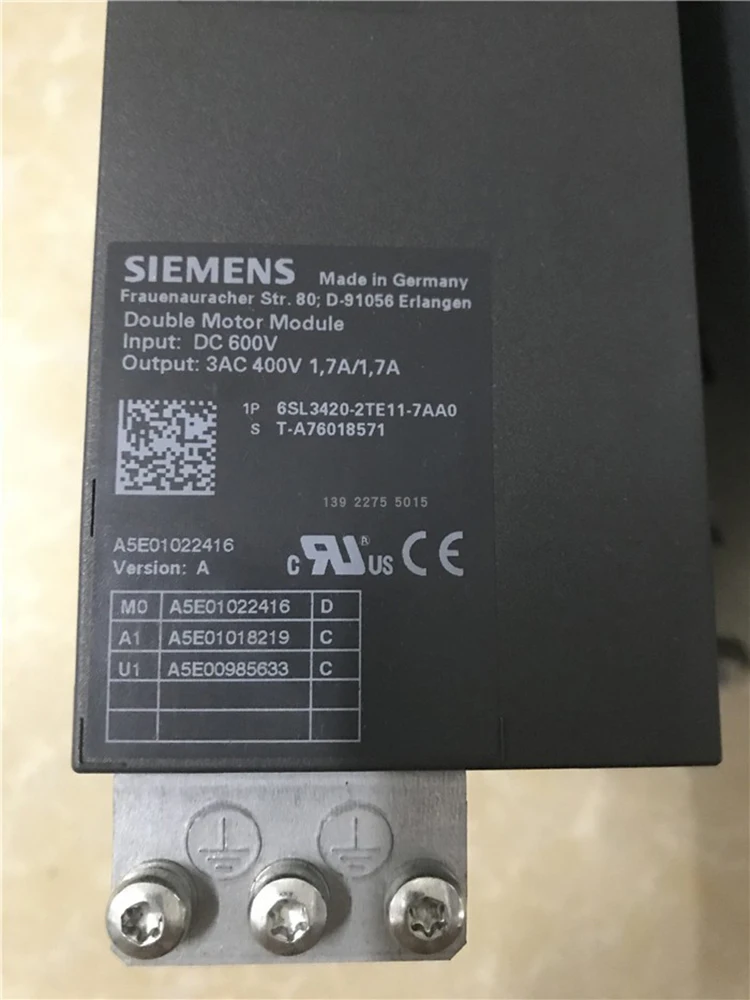 SIEMENS Made in Germany
Frauenauracher Str. 80; D-91056 Erlangen
Double Motor Module
Input: DC 600V
Output: 3AC 400V 1,7A/1,7A
1P 6SL3420-2TE11-7AA0
S T-A76018571
139 2275 5015
A5E01022416
Version: A
C RU® US CE
M0 A5E01022416 D
A1 A5E01018219 C
U1 A5E00985633 C